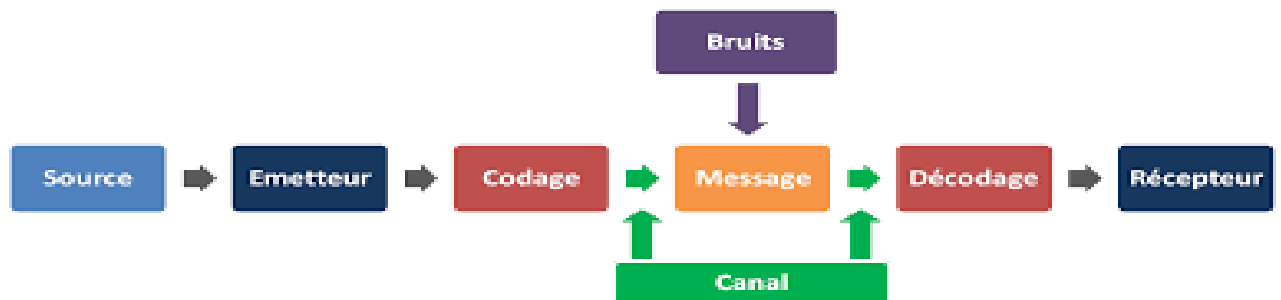 Bruits
Source
Emetteur
Codage
Message
Décodage
Récepteur
Canal